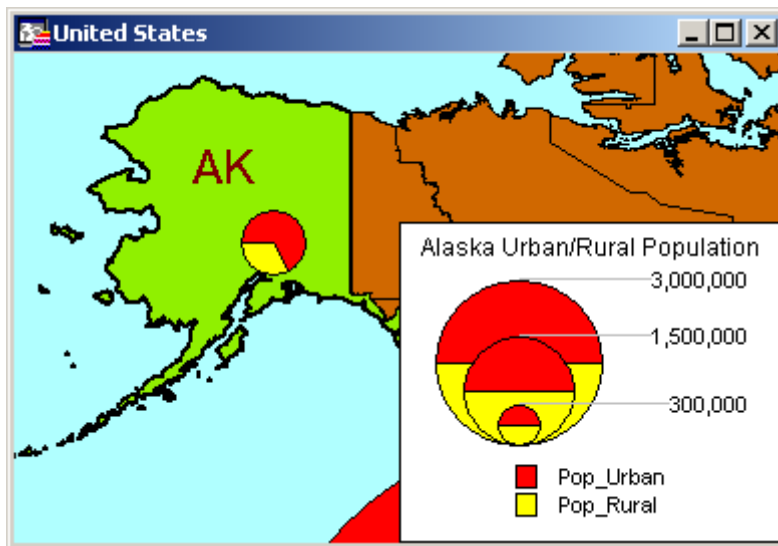 United States
AK
Alaska Urban/Rural Population
3,000,000
1,500,000
300,000
Pop_Urban
Pop_Rural